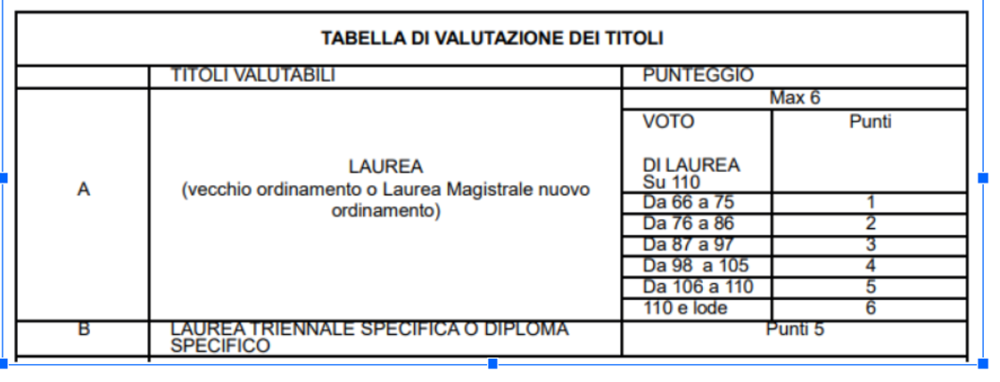 TABELLA DI VALUTAZIONE DEI TITOLI
TITOLI VALUTABILI PUNTEGGIO
A
LAUREA
(vecchio ordinamento o Laurea Magistrale nuovo
ordinamento)
Max 6
VOTO Punti
DI LAUREA
Su 110
Da 66 a 75 1
Da 76 a 86 2
Da 87 a 97 3
Da 98 a 105 4
Da 106 a 110 5
110 e lode 6
B LAUREA TRIENNALE SPECIFICA O DIPLOMA Punti 5
SPECIFICO